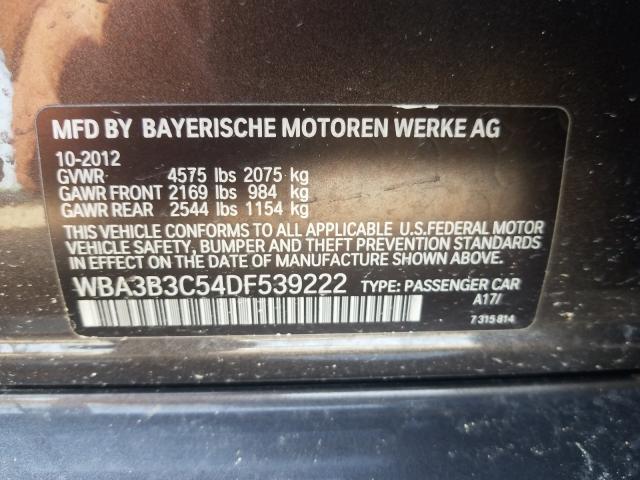 MFD BY BAYERISCHE MOTOREN WERKE AG
10-2012
GVWR 4575 lbs 2075 kg
GAWR FRONT 2169 lbs 984 kg
GAWR REAR 2544 lbs 1154 kg
THIS VEHICLE CONFORMS TO ALL APPLICABLE U.S.FEDERAL MOTOR
VEHICLE SAFETY, BUMPER AND THEFT PREVENTION
STANDARDS IN EFFECT ON THE DATE OF MANUFACTURE SHOWN ABOVE.
WBA3B3C54DF539222 TYPE: PASSENGER CAR
A17/
7 315 814